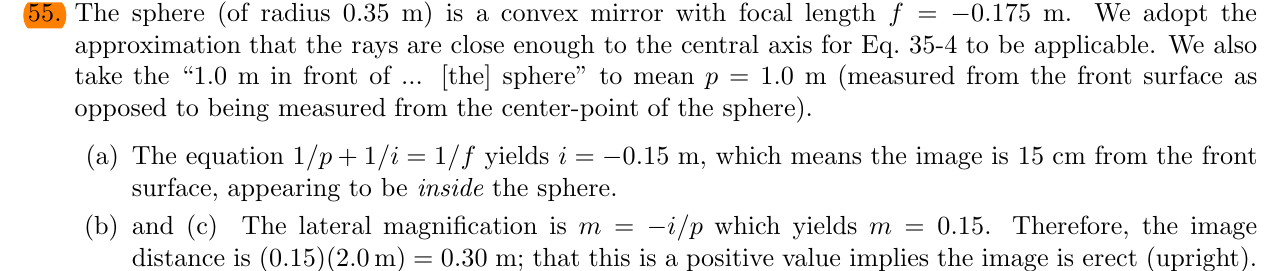 55. The sphere (of radius 0.35 m) is a convex mirror with focal length f = −0.175 m. We adopt the
approximation that the rays are close enough to the central axis for Eq. 35-4 to be applicable. We also
take the “1.0 m in front of ... [the] sphere” to mean p = 1.0 m (measured from the front surface as
opposed to being measured from the center-point of the sphere).
(a) The equation 1/p + 1/i = 1/f yields i = −0.15 m, which means the image is 15 cm from the front
surface, appearing to be inside the sphere.
(b) and (c) The lateral magnification is m = −i/p which yields m = 0.15. Therefore, the image
distance is (0.15)(2.0 m) = 0.30 m; that this is a positive value implies the image is erect (upright).